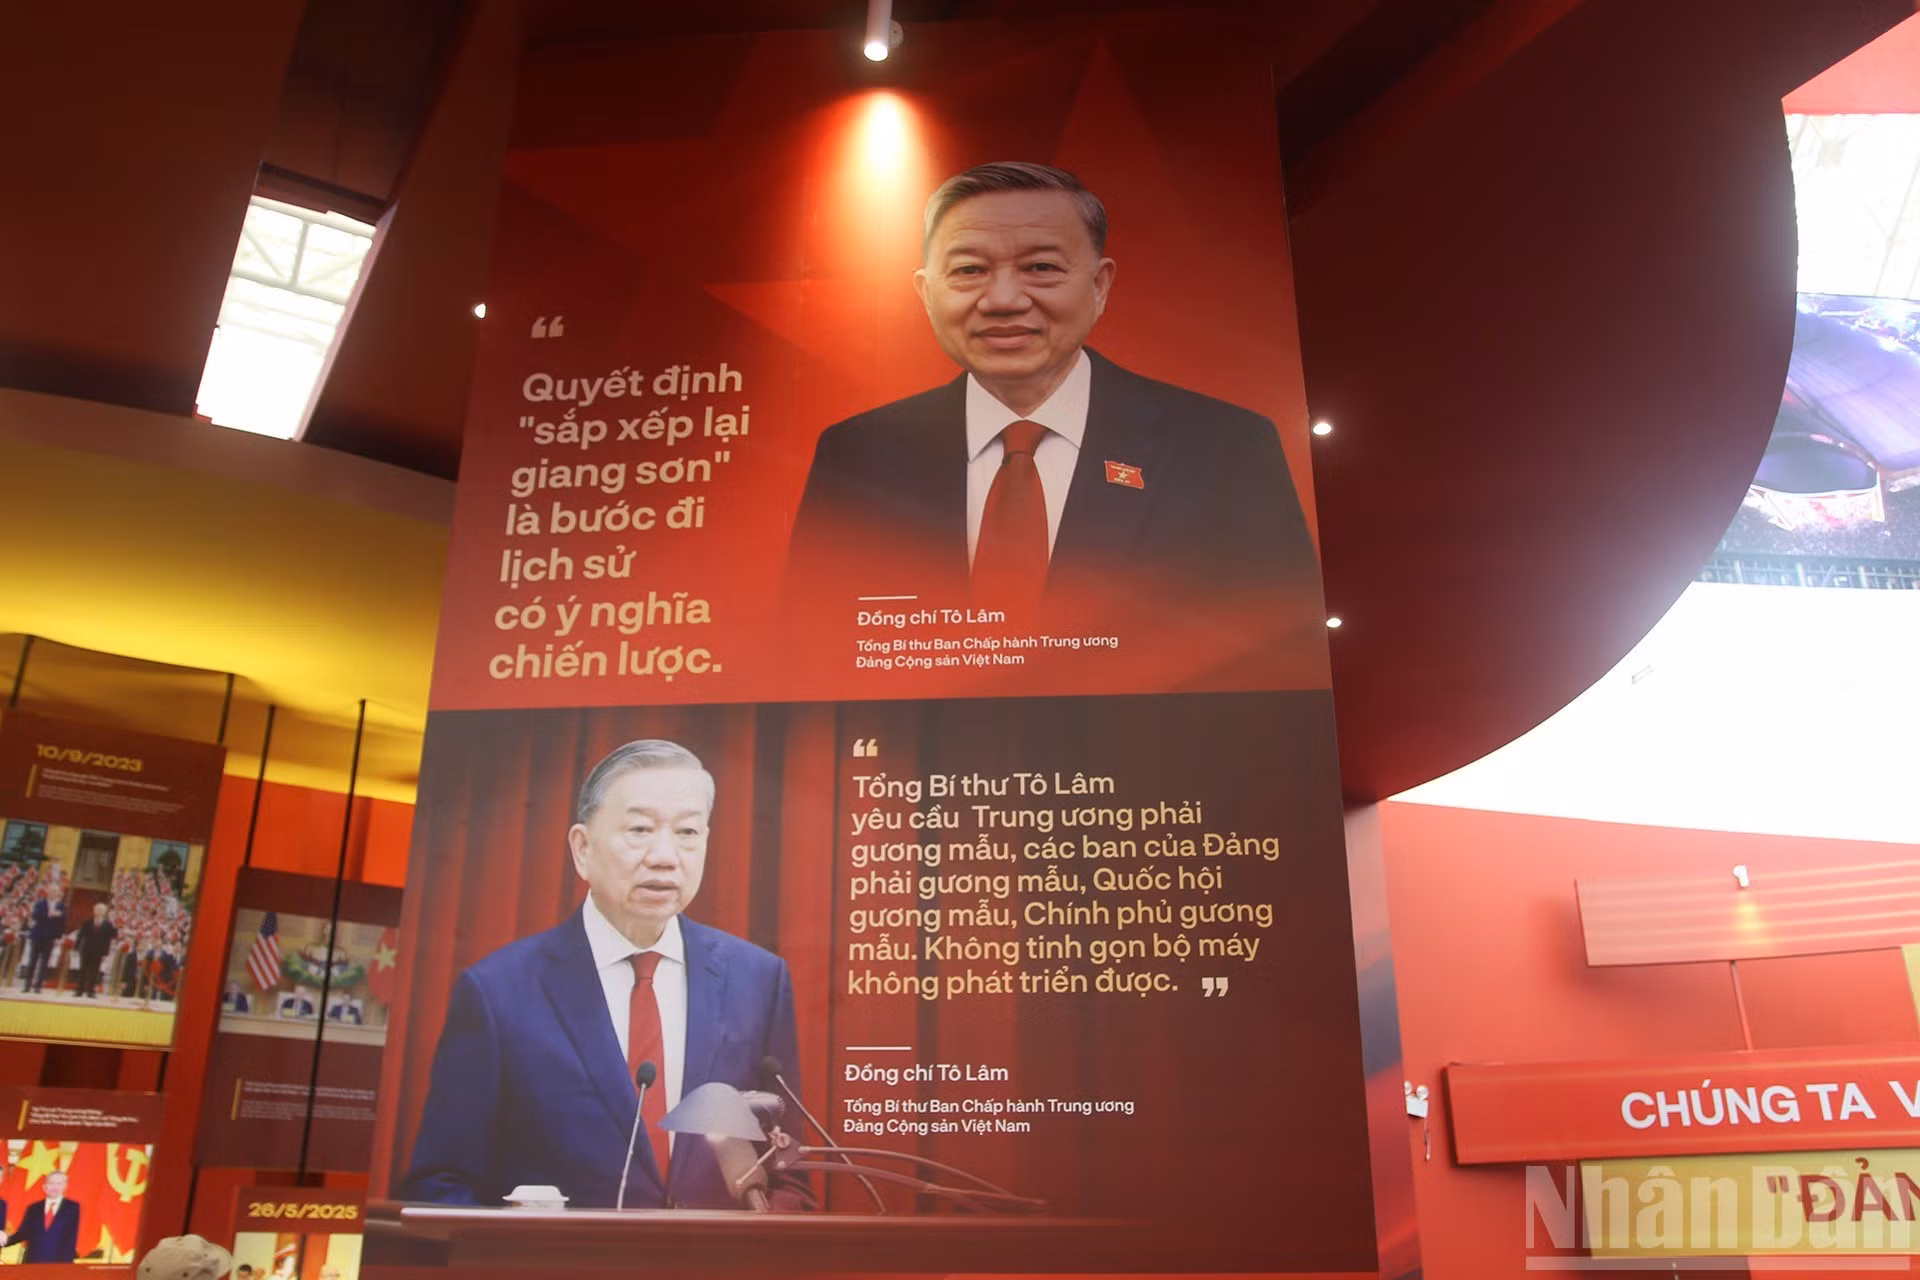 “
Quyết định
"sắp xếp lại
giang sơn"
là bước đi
lịch sử
có ý nghĩa
chiến lược.
Đồng chí Tô Lâm
Tổng Bí thư Ban Chấp hành Trung ương
Đảng Cộng sản Việt Nam
“
Tổng Bí thư Tô Lâm
yêu cầu Trung ương phải
gương mẫu, các ban của Đảng
phải gương mẫu, Quốc hội
gương mẫu, Chính phủ gương
mẫu. Không tinh gọn bộ máy
không phát triển được. ”
Đồng chí Tô Lâm
Tổng Bí thư Ban Chấp hành Trung ương
Đảng Cộng sản Việt Nam
10/9/2023
26/5/2025
CHÚNG TA V
"ĐẢN
Nhân Dân